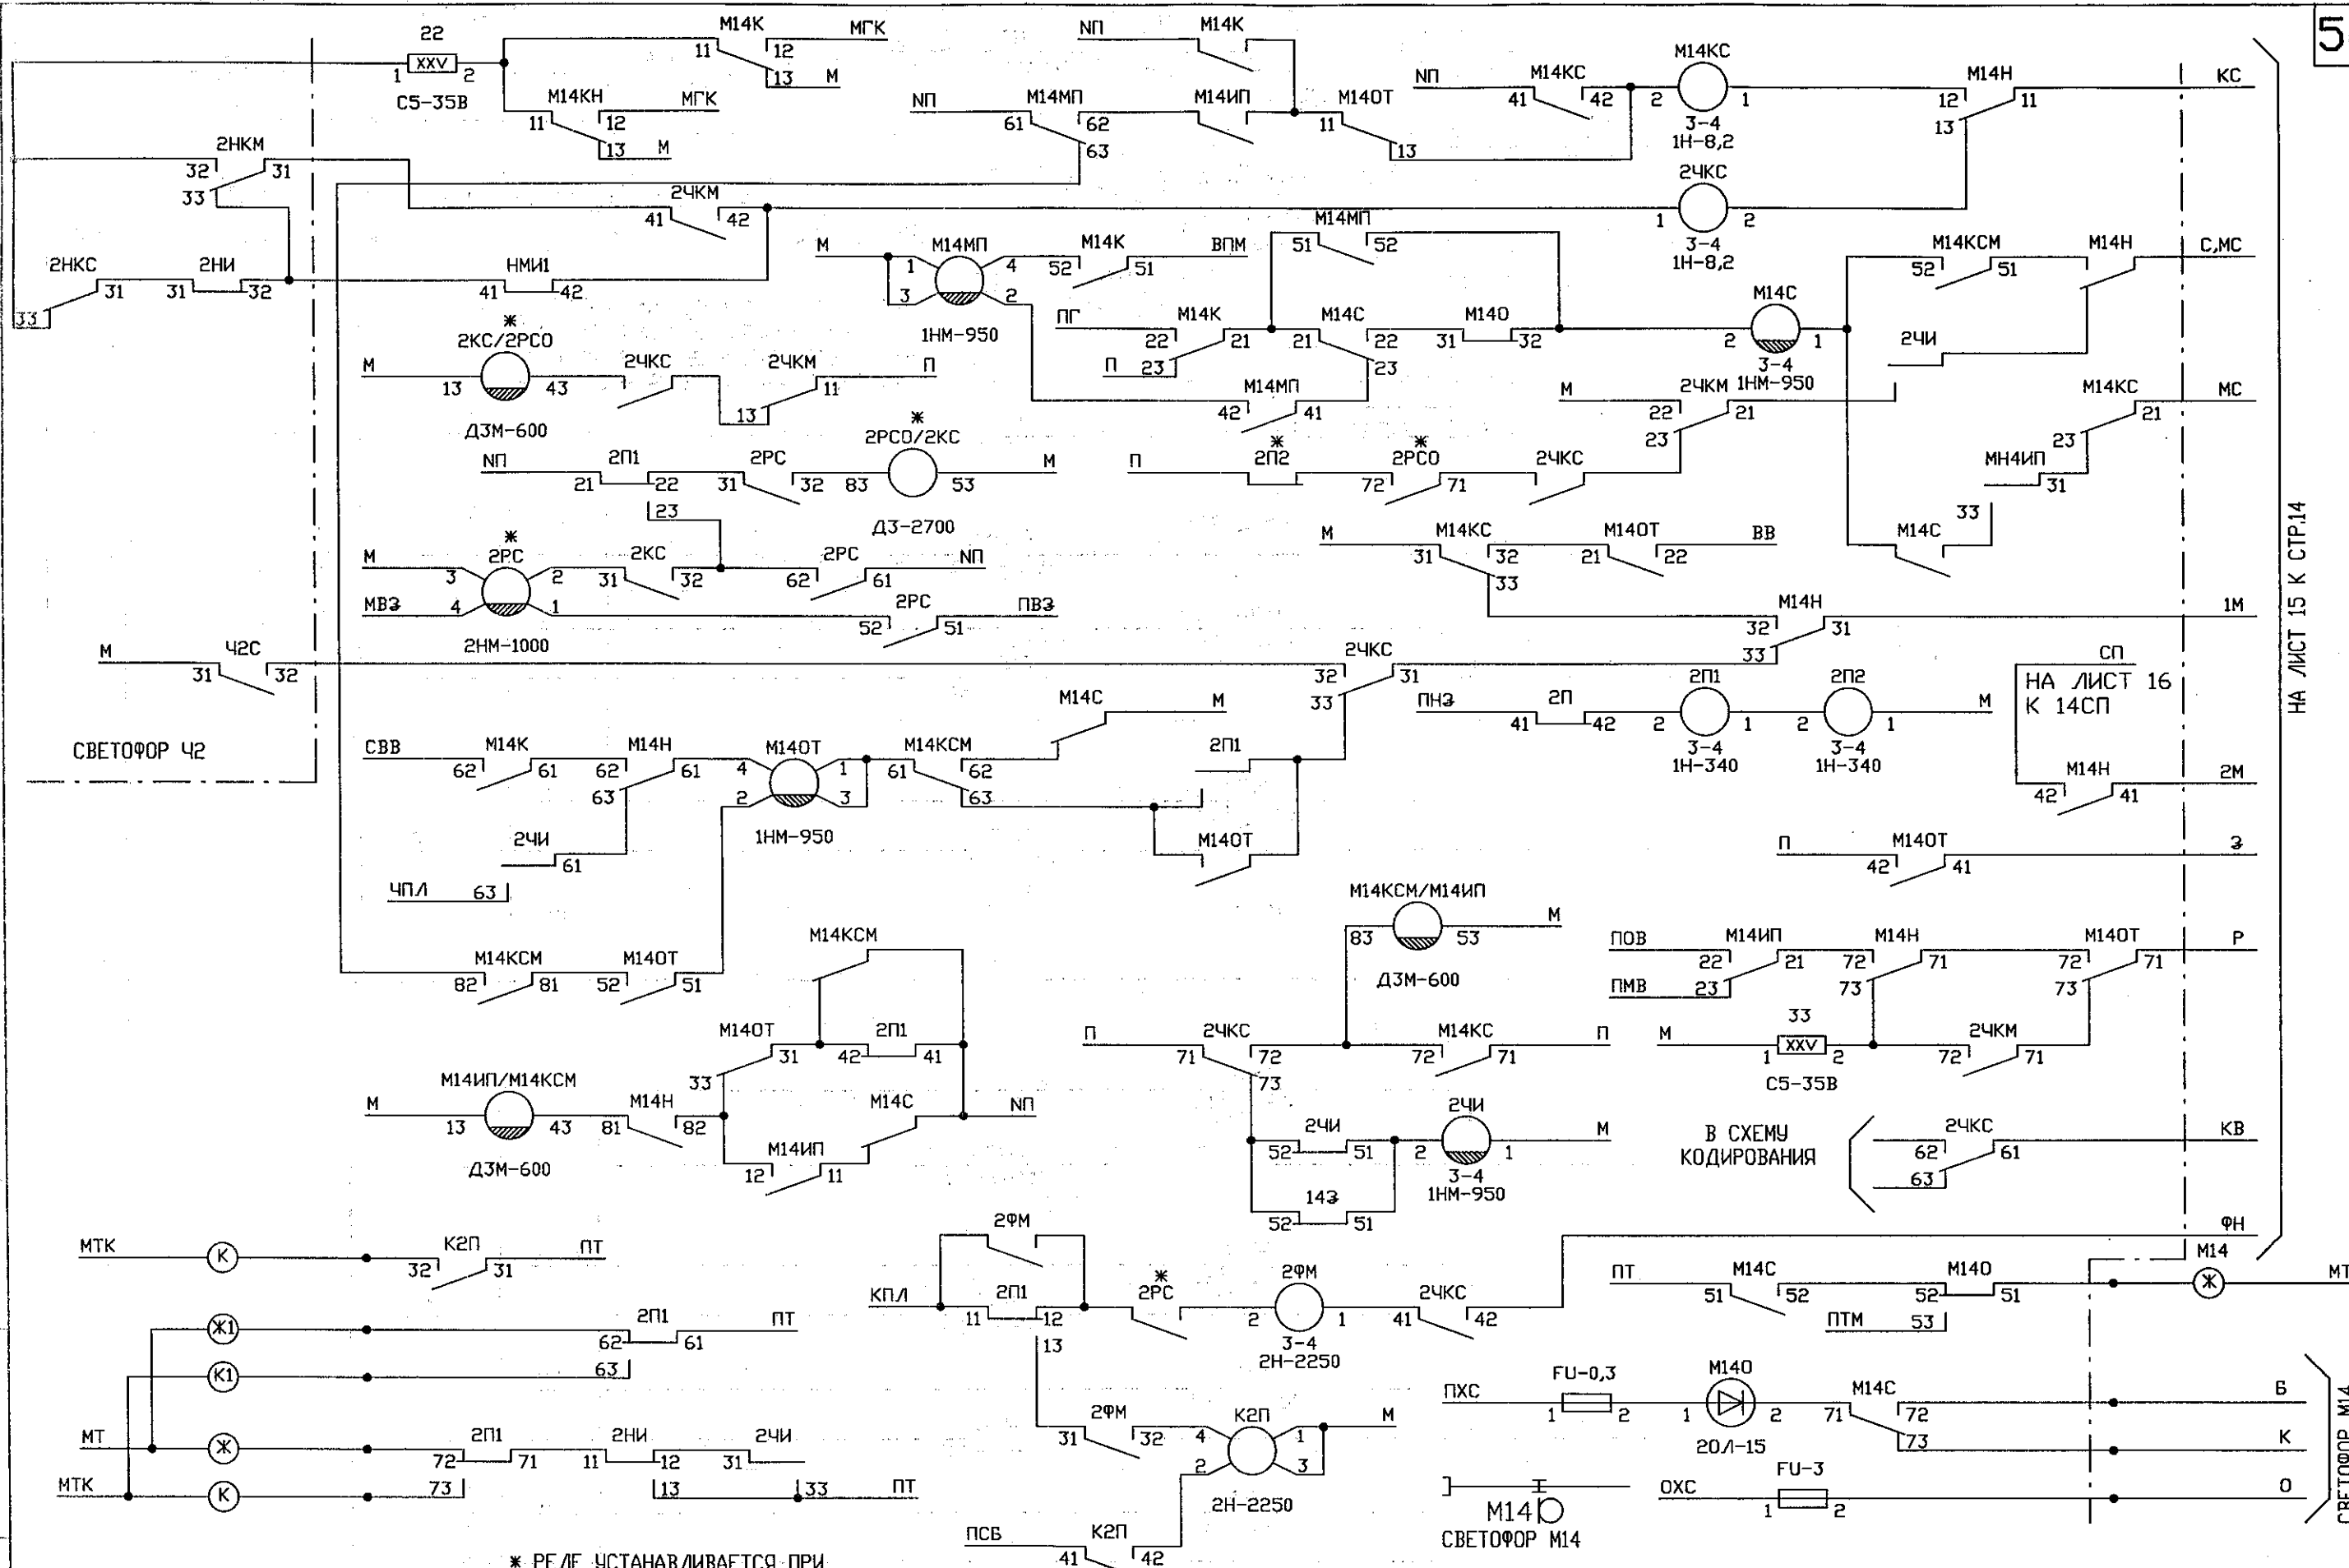 5
22
1 XXV 2
С5-35В
М14К
11 12 13
МГК
М
М14КН
11 12 13
МГК
М
NП
М14К
NП
М14МП
61 62 63
М14ИП
М14ОТ
11 13
NП
М14КС
41 42
М14КС
2 1
3-4
1Н-8,2
М14Н
12 11
13
КС
2НКМ
32 31
33
2ЧКМ
41 42
2ЧКС
1 2
3-4
1Н-8,2
2НКС
31
33
2НИ
31 32
НМИ1
41 42
М
М14МП
1 4
3 2
1НМ-950
М14К
52 51
ВПМ
М14МП
51 52
ПГ
М14К
22 21
П 23
М14С
21 22
23
М14О
31 32
М14С
2 1
3-4
1НМ-950
М14КСМ
52 51
М14Н
С,МС
2ЧИ
М14МП
42 41
*
2КС/2РСО
М
13 43
Д3М-600
2ЧКС
2ЧКМ
11
13
П
М
2ЧКМ
22 21
23
М14КС
21
23
МС
МН4ИП
31
33
М14С
NП
2П1
21 22
23
2РС
31 32
*
2РСО/2КС
83 53
М
Д3-2700
П
*
2П2
*
2РСО
72 71
2ЧКС
М
*
2РС
3 2
МВЗ 4 1
2НМ-1000
2КС
31 32
2РС
62 61
NП
2РС
52 51
ПВЗ
М
М14КС
31 32
33
М14ОТ
21 22
ВВ
М14Н
32 31
33
1М
М
Ч2С
31 32
2ЧКС
32 31
33
СВЕТОФОР Ч2
ПНЗ
2П
41 42
2П1
2 1
3-4
1Н-340
2П2
2 1
3-4
1Н-340
М
СП
НА ЛИСТ 16
К 14СП
М14Н
42 41
2М
НА ЛИСТ 15 К СТР.14
СВВ
М14К
62 61
М14Н
62 61
63
М14ОТ
4 1
2 3
1НМ-950
М14КСМ
61 62
63
М14С
М
2П1
М14ОТ
2ЧИ
61
ЧПЛ 63
П
М14ОТ
42 41
З
М14КСМ
82 81
М14ОТ
52 51
М14КСМ/М14ИП
83 53
М
Д3М-600
ПОВ
М14ИП
22 21
ПМВ 23
М14Н
72 71
73
М14ОТ
72 71
73
Р
М14КСМ
М14ОТ
31
33
2П1
42 41
П
2ЧКС
71 72
73
М14КС
72 71
П
М
33
1 XXV 2
С5-35В
2ЧКМ
72 71
М
М14ИП/М14КСМ
13 43
Д3М-600
М14Н
81 82
М14С
NП
М14ИП
12 11
2ЧИ
52 51
2ЧИ
2 1
3-4
1НМ-950
М
14З
52 51
В СХЕМУ
КОДИРОВАНИЯ
2ЧКС
62 61
63
КВ
МТК
К
К2П
32 31
ПТ
Ж1
2П1
62 61
63
ПТ
К1
МТ
Ж
2П1
72 71
73
2НИ
11 12
13
2ЧИ
31
33
ПТ
МТК
К
2ФМ
КПЛ
2П1
11 12
13
*
2РС
2ФМ
2 1
3-4
2Н-2250
2ЧКС
41 42
ФН
ПТ
М14С
51 52
М14О
52 51
ПТМ 53
М14
Ж
МТ
2ФМ
31 32
К2П
4 1
2 3
2Н-2250
М
ПСБ
К2П
41 42
ПХС
FU-0,3
1 2
М14О
1 2
2ОЛ-15
М14С
71 72
73
Б
К
М14
СВЕТОФОР М14
ОХС
FU-3
1 2
О
СВЕТОФОР М14
* РЕЛЕ УСТАНАВЛИВАЕТСЯ ПРИ